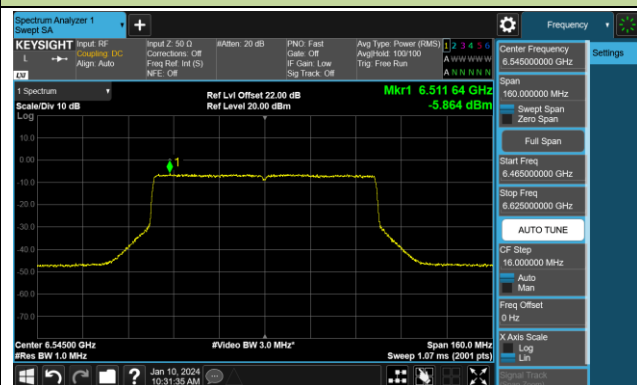 Spectrum Analyzer 1
Swept SA
+
Frequency
KEYSIGHT
L
LXI
Input: RF
Coupling: DC
Align: Auto
Input Z: 50 Ω
Corrections: Off
Freq Ref: Int (S)
NFE: Off
#Atten: 20 dB
PNO: Fast
Gate: Off
IF Gain: Low
Sig Track: Off
Avg Type: Power (RMS)
Avg|Hold: 100/100
Trig: Free Run
1 2 3 4 5 6
A W W W W W
A N N N N N
1 Spectrum
Scale/Div 10 dB
Log
Ref Lvl Offset 22.00 dB
Ref Level 20.00 dBm
Mkr1 6.511 64 GHz
-5.864 dBm
1
10.0
0.00
-10.0
-20.0
-30.0
-40.0
-50.0
-60.0
-70.0
Center 6.54500 GHz
#Res BW 1.0 MHz
#Video BW 3.0 MHz*
Span 160.0 MHz
Sweep 1.07 ms (2001 pts)
Center Frequency
6.545000000 GHz
Settings
Span
160.000000 MHz
Swept Span
Zero Span
Full Span
Start Freq
6.465000000 GHz
Stop Freq
6.625000000 GHz
AUTO TUNE
CF Step
16.000000 MHz
Auto
Man
Freq Offset
0 Hz
X Axis Scale
Log
Lin
Signal Track
?
Jan 10, 2024
10:31:35 AM